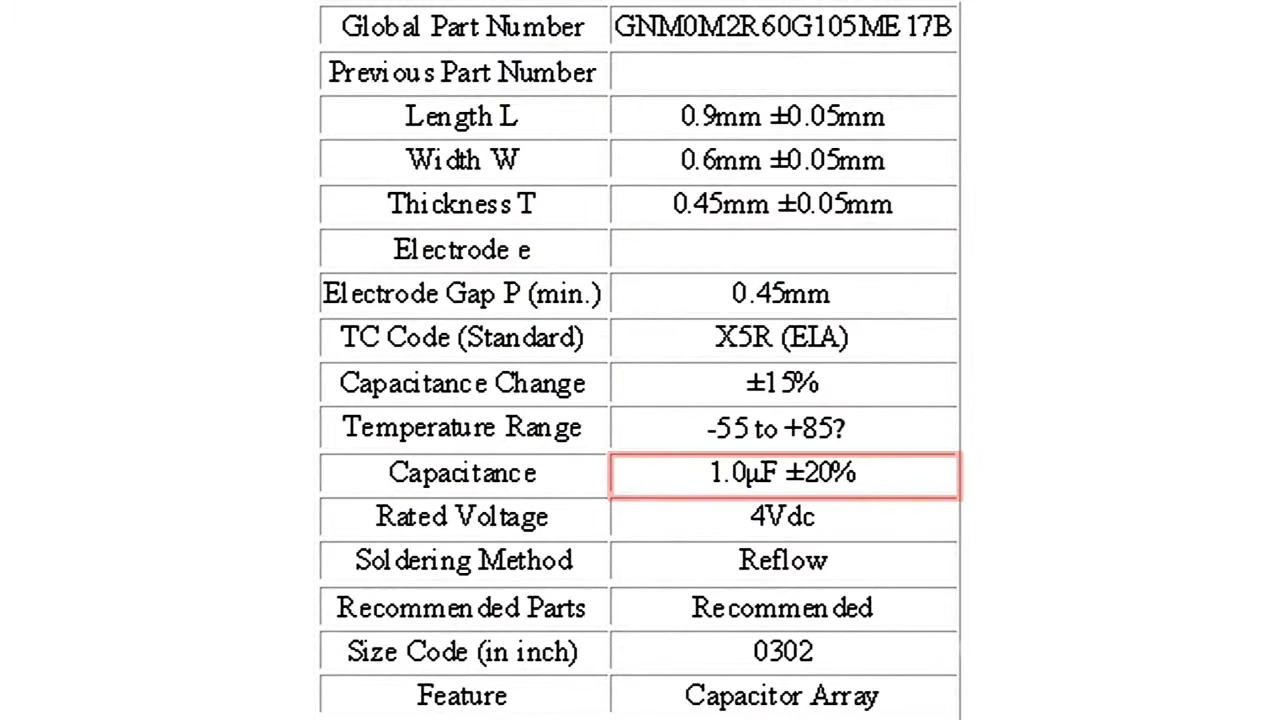 Global Part Number GNM0M2R60G105ME17B
Previous Part Number
Length L 0.9mm ±0.05mm
Width W 0.6mm ±0.05mm
Thickness T 0.45mm ±0.05mm
Electrode e
Electrode Gap P (min.) 0.45mm
TC Code (Standard) X5R (EIA)
Capacitance Change ±15%
Temperature Range -55 to +85?
Capacitance 1.0µF ±20%
Rated Voltage 4Vdc
Soldering Method Reflow
Recommended Parts Recommended
Size Code (in inch) 0302
Feature Capacitor Array